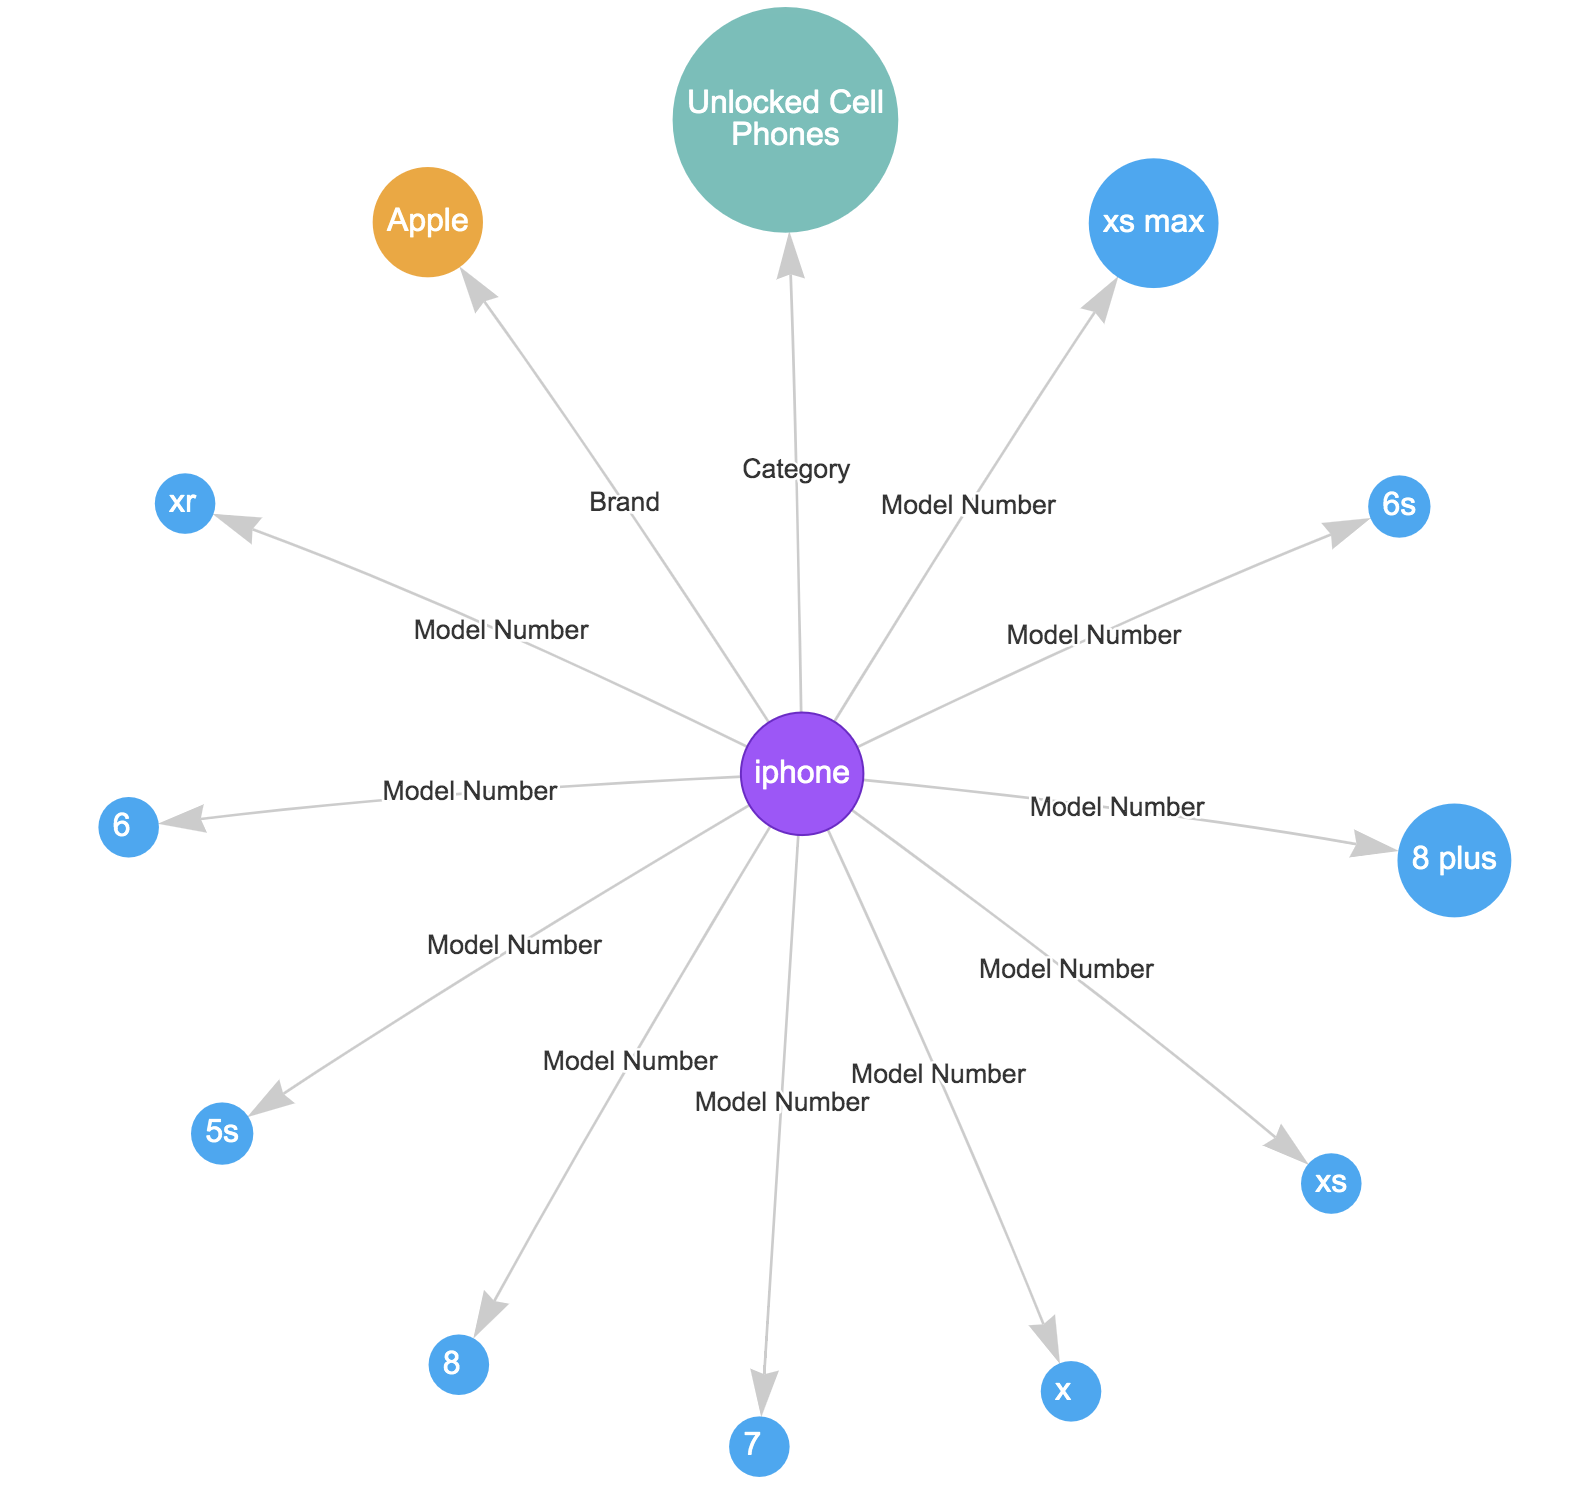 Unlocked Cell
Phones
Apple
xs max
Category
Brand
Model Number
xr
6s
Model Number
Model Number
iphone
Model Number
Model Number
6
8 plus
Model Number
Model Number
Model Number
Model Number
Model Number
5s
xs
8
x
7